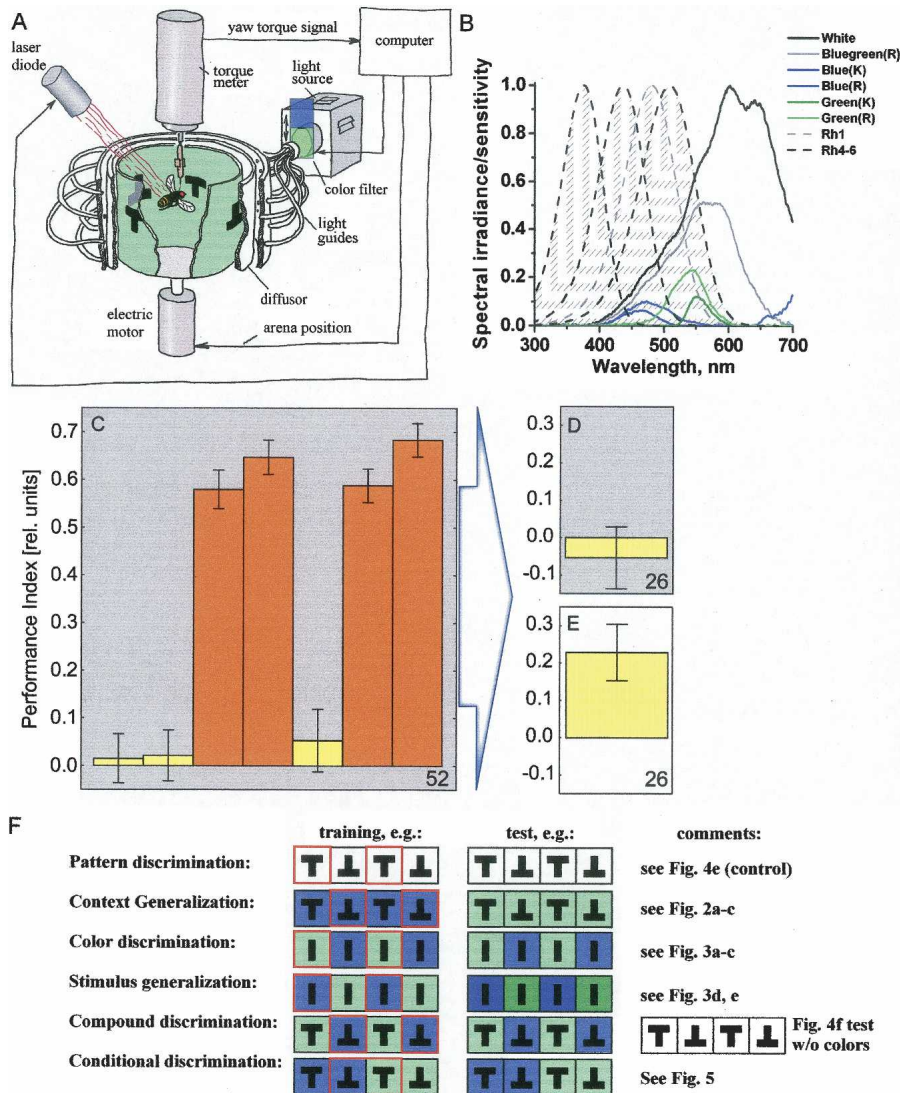 A
yaw torque signal
computer
laser
diode
torque
meter
light
source
color filter
light
guides
diffusor
electric
motor
arena position
B
White
Bluegreen(R)
Blue(K)
Blue(R)
Green(K)
Green(R)
Rh1
Rh4-6
Spectral irradiance/sensitivity
1.0
0.8
0.6
0.4
0.2
0.0
300
400
500
600
700
Wavelength, nm
C
Performance Index [rel. units]
0.7
0.6
0.5
0.4
0.3
0.2
0.1
0.0
52
D
0.3
0.2
0.1
0.0
-0.1
26
E
0.3
0.2
0.1
0.0
-0.1
26
F
training, e.g.: test, e.g.: comments:
Pattern discrimination: see Fig. 4e (control)
Context Generalization: see Fig. 2a-c
Color discrimination: see Fig. 3a-c
Stimulus generalization: see Fig. 3d, e
Compound discrimination: Fig. 4f test
w/o colors
Conditional discrimination: See Fig. 5